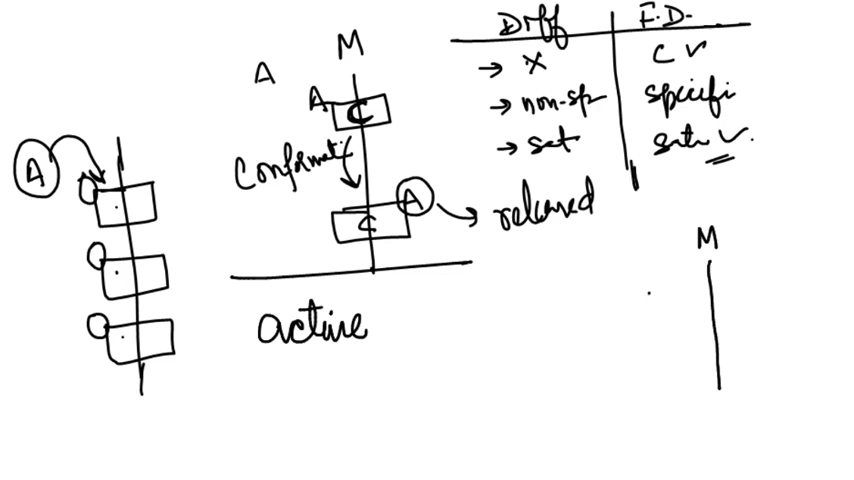 Diff F.D.
→ X C ✓
→ non-sp specifi
→ sat satu ✓.
A M
A C
Conformati
A
C A → released
M
active